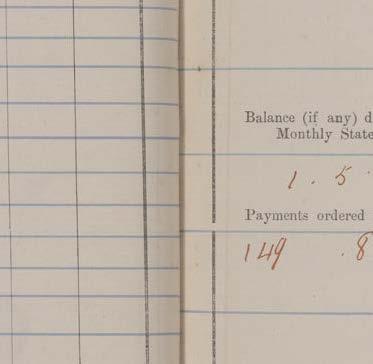 Balance (if any) d
Monthly State
1 . 5 .
Payments ordered
149 . 8